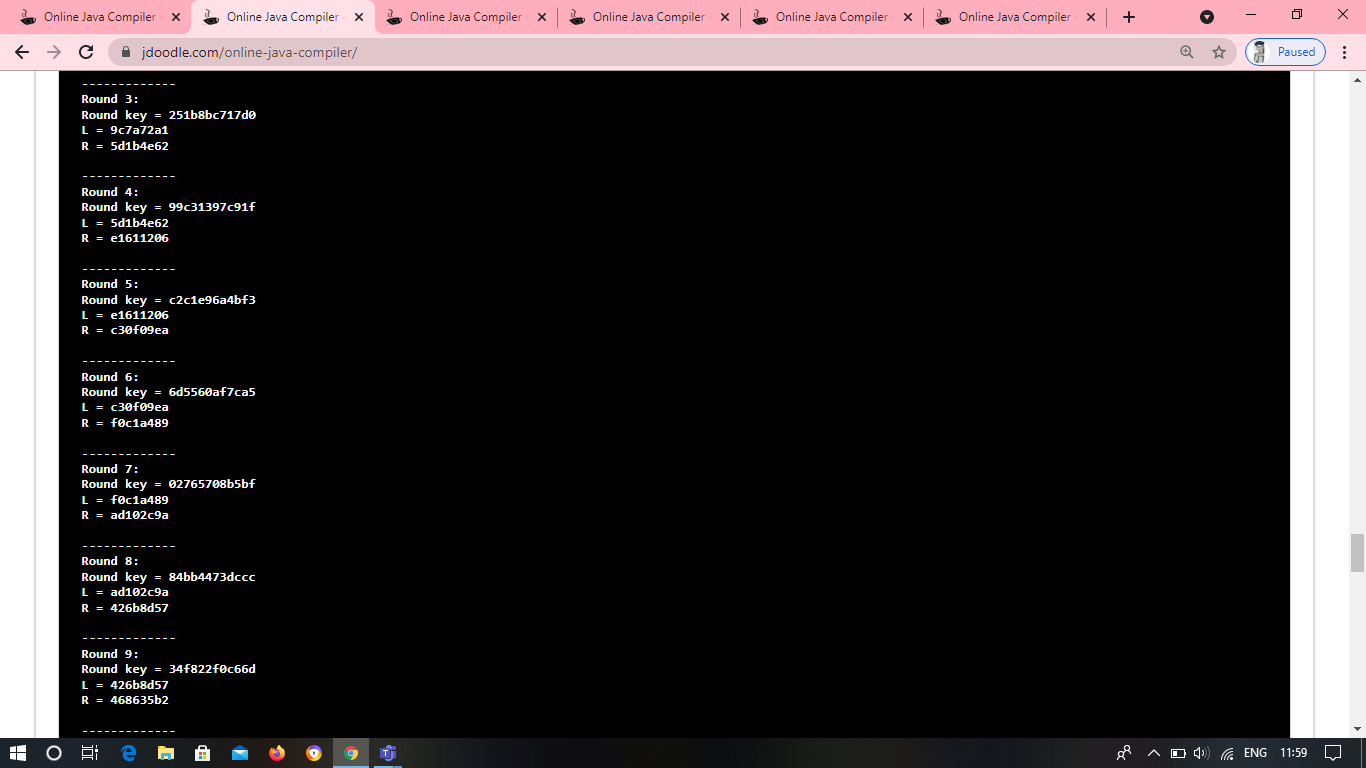 Online Java Compiler - Online Java Compiler - Online Java Compiler - Online Java Compiler - Online Java Compiler - Online Java Compiler -
jdoodle.com/online-java-compiler/ Paused
-------------
Round 3:
Round key = 251b8bc717d0
L = 9c7a72a1
R = 5d1b4e62
-------------
Round 4:
Round key = 99c31397c91f
L = 5d1b4e62
R = e1611206
-------------
Round 5:
Round key = c2c1e96a4bf3
L = e1611206
R = c30f09ea
-------------
Round 6:
Round key = 6d5560af7ca5
L = c30f09ea
R = f0c1a489
-------------
Round 7:
Round key = 02765708b5bf
L = f0c1a489
R = ad102c9a
-------------
Round 8:
Round key = 84bb4473dccc
L = ad102c9a
R = 426b8d57
-------------
Round 9:
Round key = 34f822f0c66d
L = 426b8d57
R = 468635b2
-------------
ENG 11:59